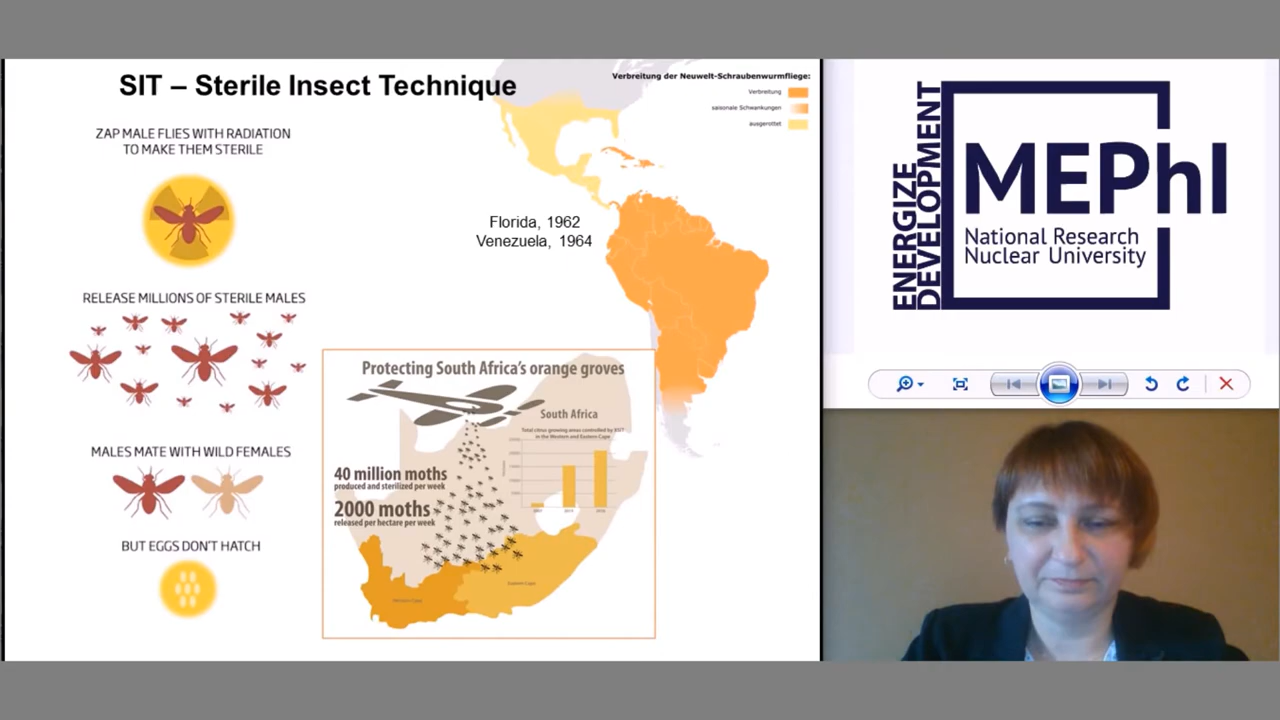 SIT – Sterile Insect Technique
ZAP MALE FLIES WITH RADIATION
TO MAKE THEM STERILE
RELEASE MILLIONS OF STERILE MALES
MALES MATE WITH WILD FEMALES
BUT EGGS DON'T HATCH
Verbreitung der Neuwelt-Schraubenwurmfliege:
Verbreitung
saisonale Schwankungen
ausgerottet
Florida, 1962
Venezuela, 1964
Protecting South Africa's orange groves
South Africa
Total citrus growing areas controlled by SIT
in the Western and Eastern Cape
40 million moths
produced and sterilized per week
2000 moths
released per hectare per week
Western Cape
Eastern Cape
ENERGIZE
DEVELOPMENT
MEPhI
National Research
Nuclear University